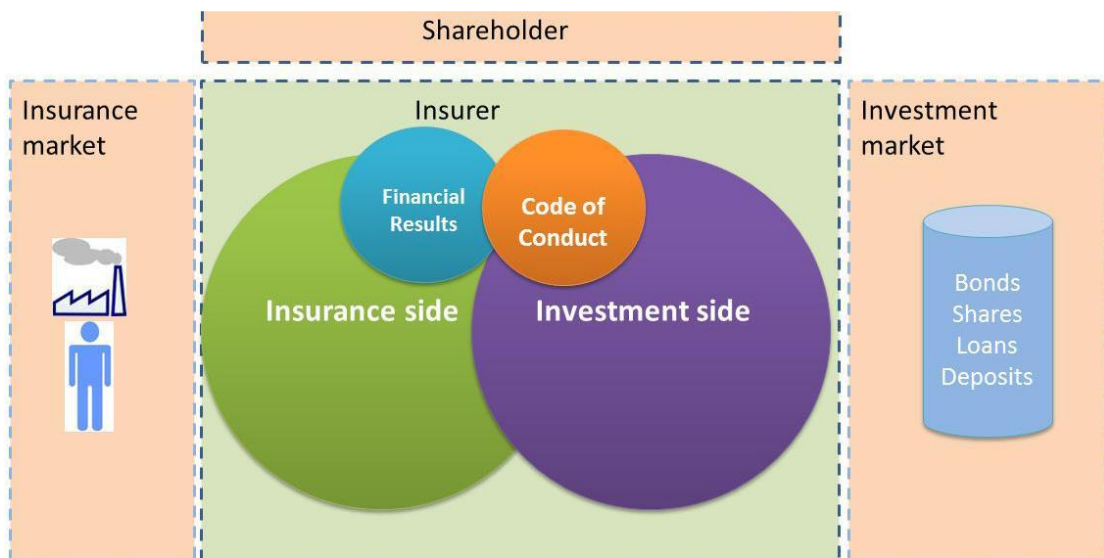 Shareholder
Insurance
market
Insurer
Investment
market
Financial
Results
Code of
Conduct
Insurance side
Investment side
Bonds
Shares
Loans
Deposits